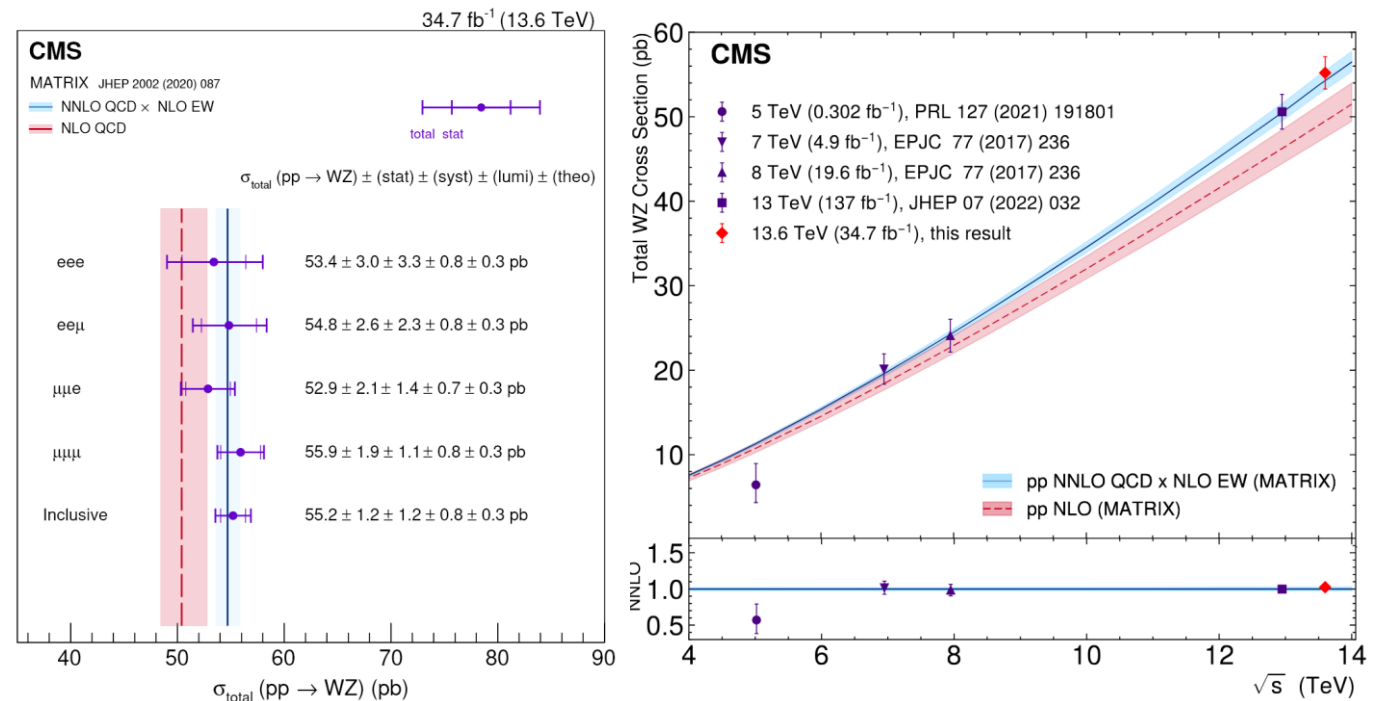 34.7 fb⁻¹ (13.6 TeV)
CMS
MATRIX JHEP 2002 (2020) 087
NNLO QCD × NLO EW
NLO QCD
total stat
σtotal (pp → WZ) ± (stat) ± (syst) ± (lumi) ± (theo)
eee 53.4 ± 3.0 ± 3.3 ± 0.8 ± 0.3 pb
eeμ 54.8 ± 2.6 ± 2.3 ± 0.8 ± 0.3 pb
μμe 52.9 ± 2.1 ± 1.4 ± 0.7 ± 0.3 pb
μμμ 55.9 ± 1.9 ± 1.1 ± 0.8 ± 0.3 pb
Inclusive 55.2 ± 1.2 ± 1.2 ± 0.8 ± 0.3 pb
40 50 60 70 80 90
σtotal (pp → WZ) (pb)
Total WZ Cross Section (pb)
60
50
40
30
20
10
CMS
5 TeV (0.302 fb⁻¹), PRL 127 (2021) 191801
7 TeV (4.9 fb⁻¹), EPJC 77 (2017) 236
8 TeV (19.6 fb⁻¹), EPJC 77 (2017) 236
13 TeV (137 fb⁻¹), JHEP 07 (2022) 032
13.6 TeV (34.7 fb⁻¹), this result
pp NNLO QCD x NLO EW (MATRIX)
pp NLO (MATRIX)
NNLO
1.5
1.0
0.5
4 6 8 10 12 14
√s (TeV)